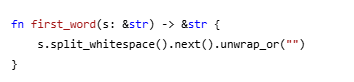 fn first_word(s: &str) -> &str {
    s.split_whitespace().next().unwrap_or("")
}